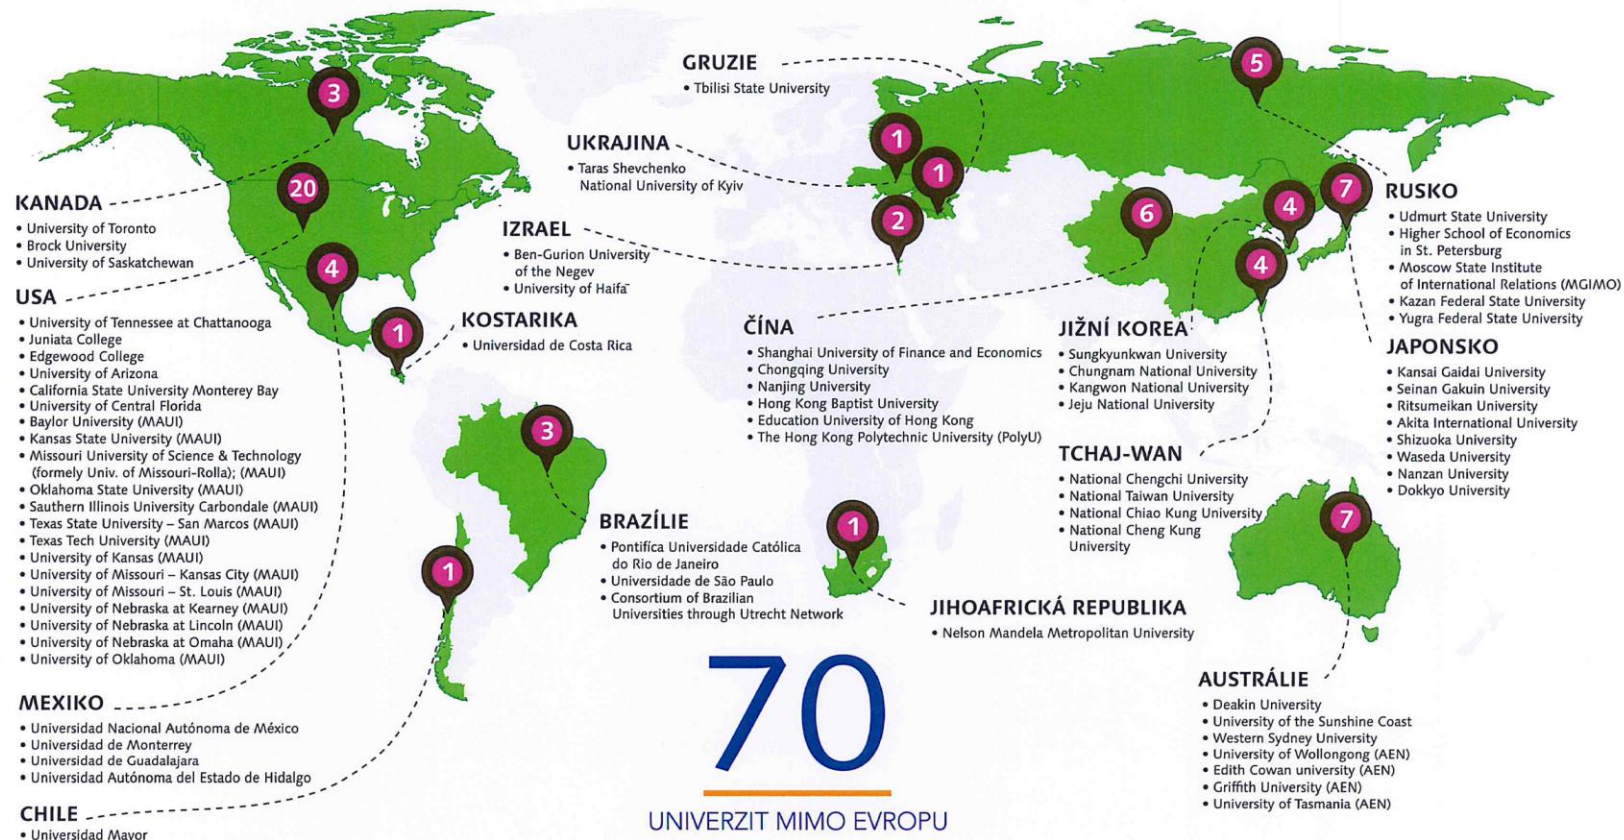 KANADA
• University of Toronto
• Brock University
• University of Saskatchewan
USA
• University of Tennessee at Chattanooga
• Juniata College
• Edgewood College
• University of Arizona
• California State University Monterey Bay
• University of Central Florida
• Baylor University (MAUI)
• Kansas State University (MAUI)
• Missouri University of Science & Technology
(formely Univ. of Missouri-Rolla); (MAUI)
• Oklahoma State University (MAUI)
• Sauthern Illinois University Carbondale (MAUI)
• Texas State University – San Marcos (MAUI)
• Texas Tech University (MAUI)
• University of Kansas (MAUI)
• University of Missouri – Kansas City (MAUI)
• University of Missouri – St. Louis (MAUI)
• University of Nebraska at Kearney (MAUI)
• University of Nebraska at Lincoln (MAUI)
• University of Nebraska at Omaha (MAUI)
• University of Oklahoma (MAUI)
MEXIKO
• Universidad Nacional Autónoma de México
• Universidad de Monterrey
• Universidad de Guadalajara
• Universidad Autónoma del Estado de Hidalgo
CHILE
• Universidad Mayor
3
20
4
1
3
1
GRUZIE
• Tbilisi State University
UKRAJINA
• Taras Shevchenko
National University of Kyiv
IZRAEL
• Ben-Gurion University
of the Negev
• University of Haifa
KOSTARIKA
• Universidad de Costa Rica
BRAZÍLIE
• Pontifíca Universidade Católica
do Rio de Janeiro
• Universidade de São Paulo
• Consortium of Brazilian
Universities through Utrecht Network
70
UNIVERZIT MIMO EVROPU
1
1
2
6
4
7
4
5
1
7
ČÍNA
• Shanghai University of Finance and Economics
• Chongqing University
• Nanjing University
• Hong Kong Baptist University
• Education University of Hong Kong
• The Hong Kong Polytechnic University (PolyU)
JIHOAFRICKÁ REPUBLIKA
• Nelson Mandela Metropolitan University
JIŽNÍ KOREA
• Sungkyunkwan University
• Chungnam National University
• Kangwon National University
• Jeju National University
TCHAJ-WAN
• National Chengchi University
• National Taiwan University
• National Chiao Kung University
• National Cheng Kung
University
RUSKO
• Udmurt State University
• Higher School of Economics
in St. Petersburg
• Moscow State Institute
of International Relations (MGIMO)
• Kazan Federal State University
• Yugra Federal State University
JAPONSKO
• Kansai Gaidai University
• Seinan Gakuin University
• Ritsumeikan University
• Akita International University
• Shizuoka University
• Waseda University
• Nanzan University
• Dokkyo University
AUSTRÁLIE
• Deakin University
• University of the Sunshine Coast
• Western Sydney University
• University of Wollongong (AEN)
• Edith Cowan university (AEN)
• Griffith University (AEN)
• University of Tasmania (AEN)